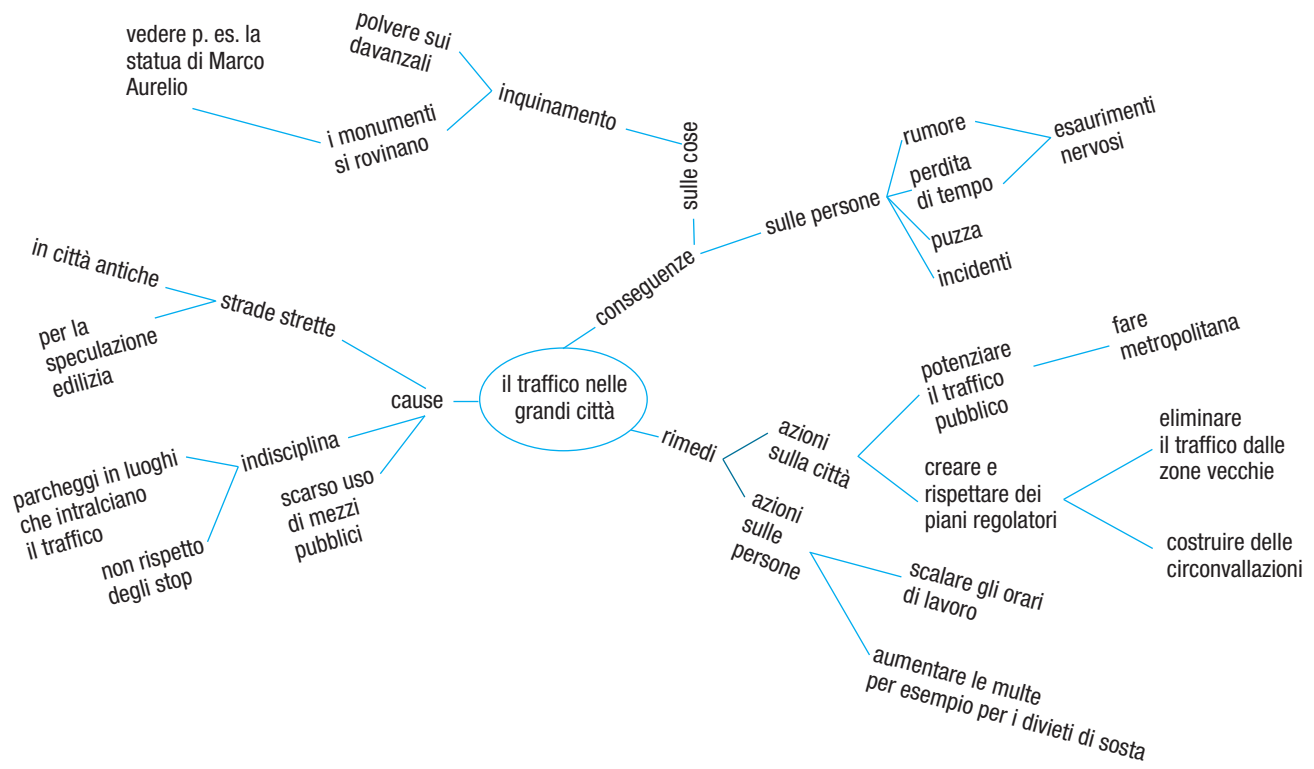 vedere p. es. la
statua di Marco
Aurelio
polvere sui
davanzali
i monumenti
si rovinano
inquinamento
sulle cose
sulle persone
rumore
perdita
di tempo
esaurimenti
nervosi
puzza
incidenti
conseguenze
in città antiche
strade strette
per la
speculazione
edilizia
cause
il traffico nelle
grandi città
indisciplina
parcheggi in luoghi
che intralciano
il traffico
non rispetto
degli stop
scarso uso
di mezzi
pubblici
rimedi
azioni
sulla città
potenziare
il traffico
pubblico
fare
metropolitana
creare e
rispettare dei
piani regolatori
eliminare
il traffico dalle
zone vecchie
costruire delle
circonvallazioni
azioni
sulle
persone
scalare gli orari
di lavoro
aumentare le multe
per esempio per i divieti di sosta